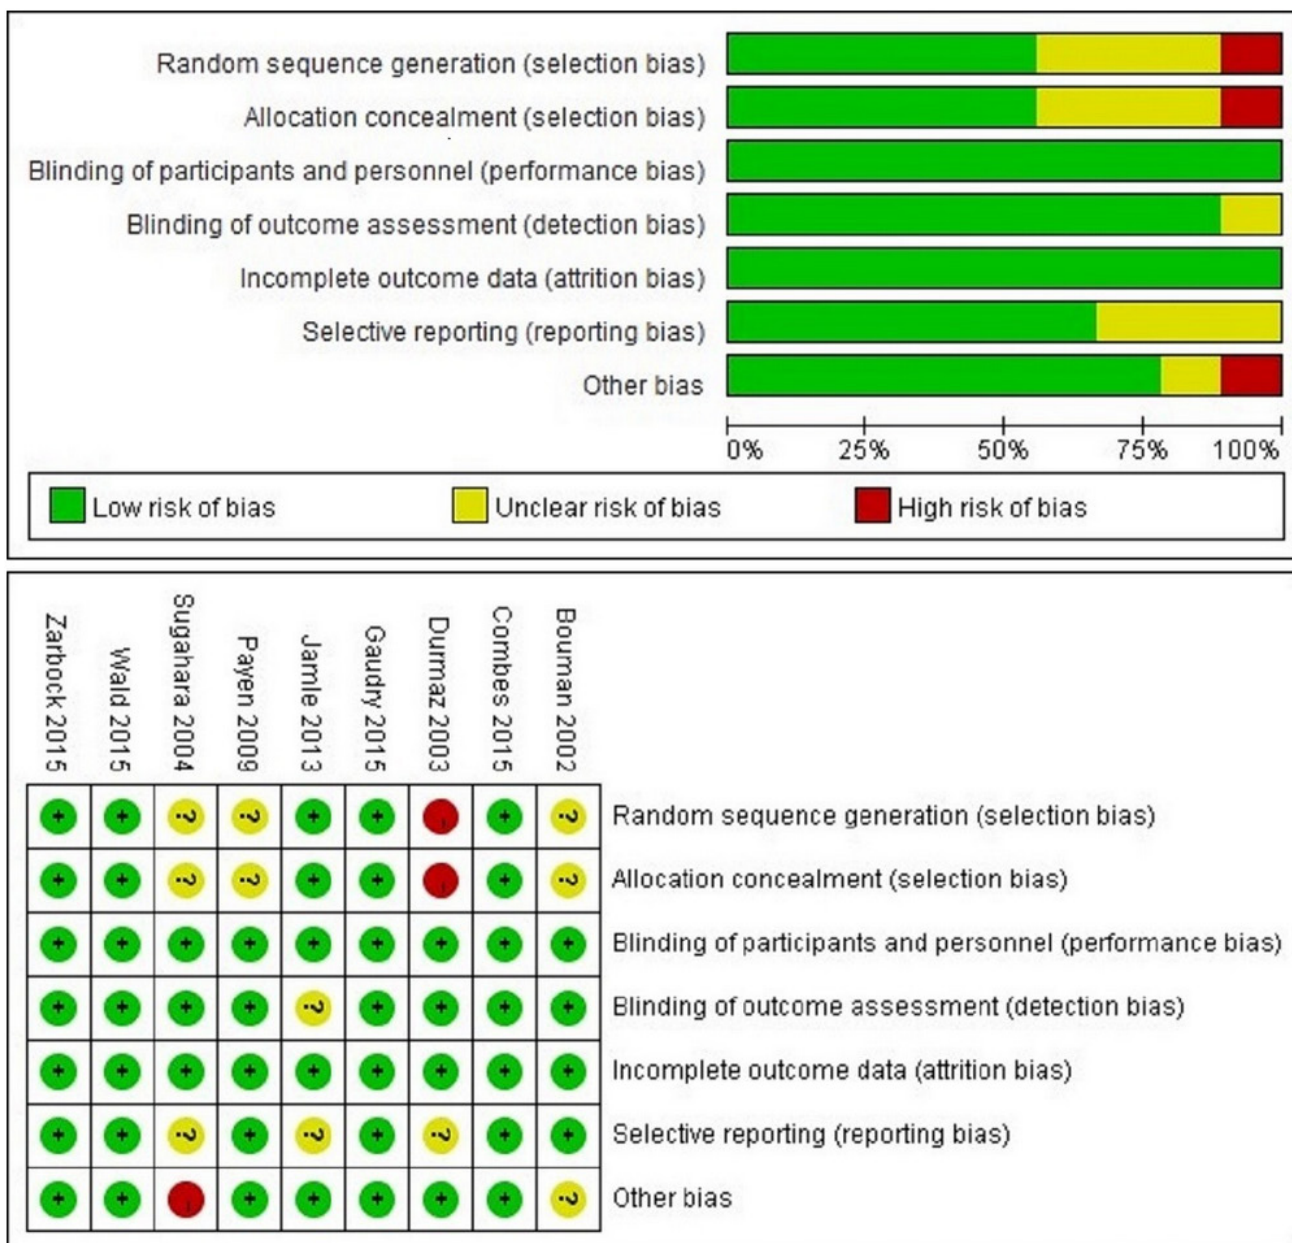 Random sequence generation (selection bias)
Allocation concealment (selection bias)
Blinding of participants and personnel (performance bias)
Blinding of outcome assessment (detection bias)
Incomplete outcome data (attrition bias)
Selective reporting (reporting bias)
Other bias
0% 25% 50% 75% 100%
Low risk of bias Unclear risk of bias High risk of bias
Zarbock 2015
Wald 2015
Sugahara 2004
Payen 2009
Jamle 2013
Gaudry 2015
Durmaz 2003
Combes 2015
Bouman 2002
+ + ? ? + + - + ? Random sequence generation (selection bias)
+ + ? ? + + - + ? Allocation concealment (selection bias)
+ + + + + + + + + Blinding of participants and personnel (performance bias)
+ + + + ? + + + + Blinding of outcome assessment (detection bias)
+ + + + + + + + + Incomplete outcome data (attrition bias)
+ + ? + ? + ? + + Selective reporting (reporting bias)
+ + - + + + + + ? Other bias